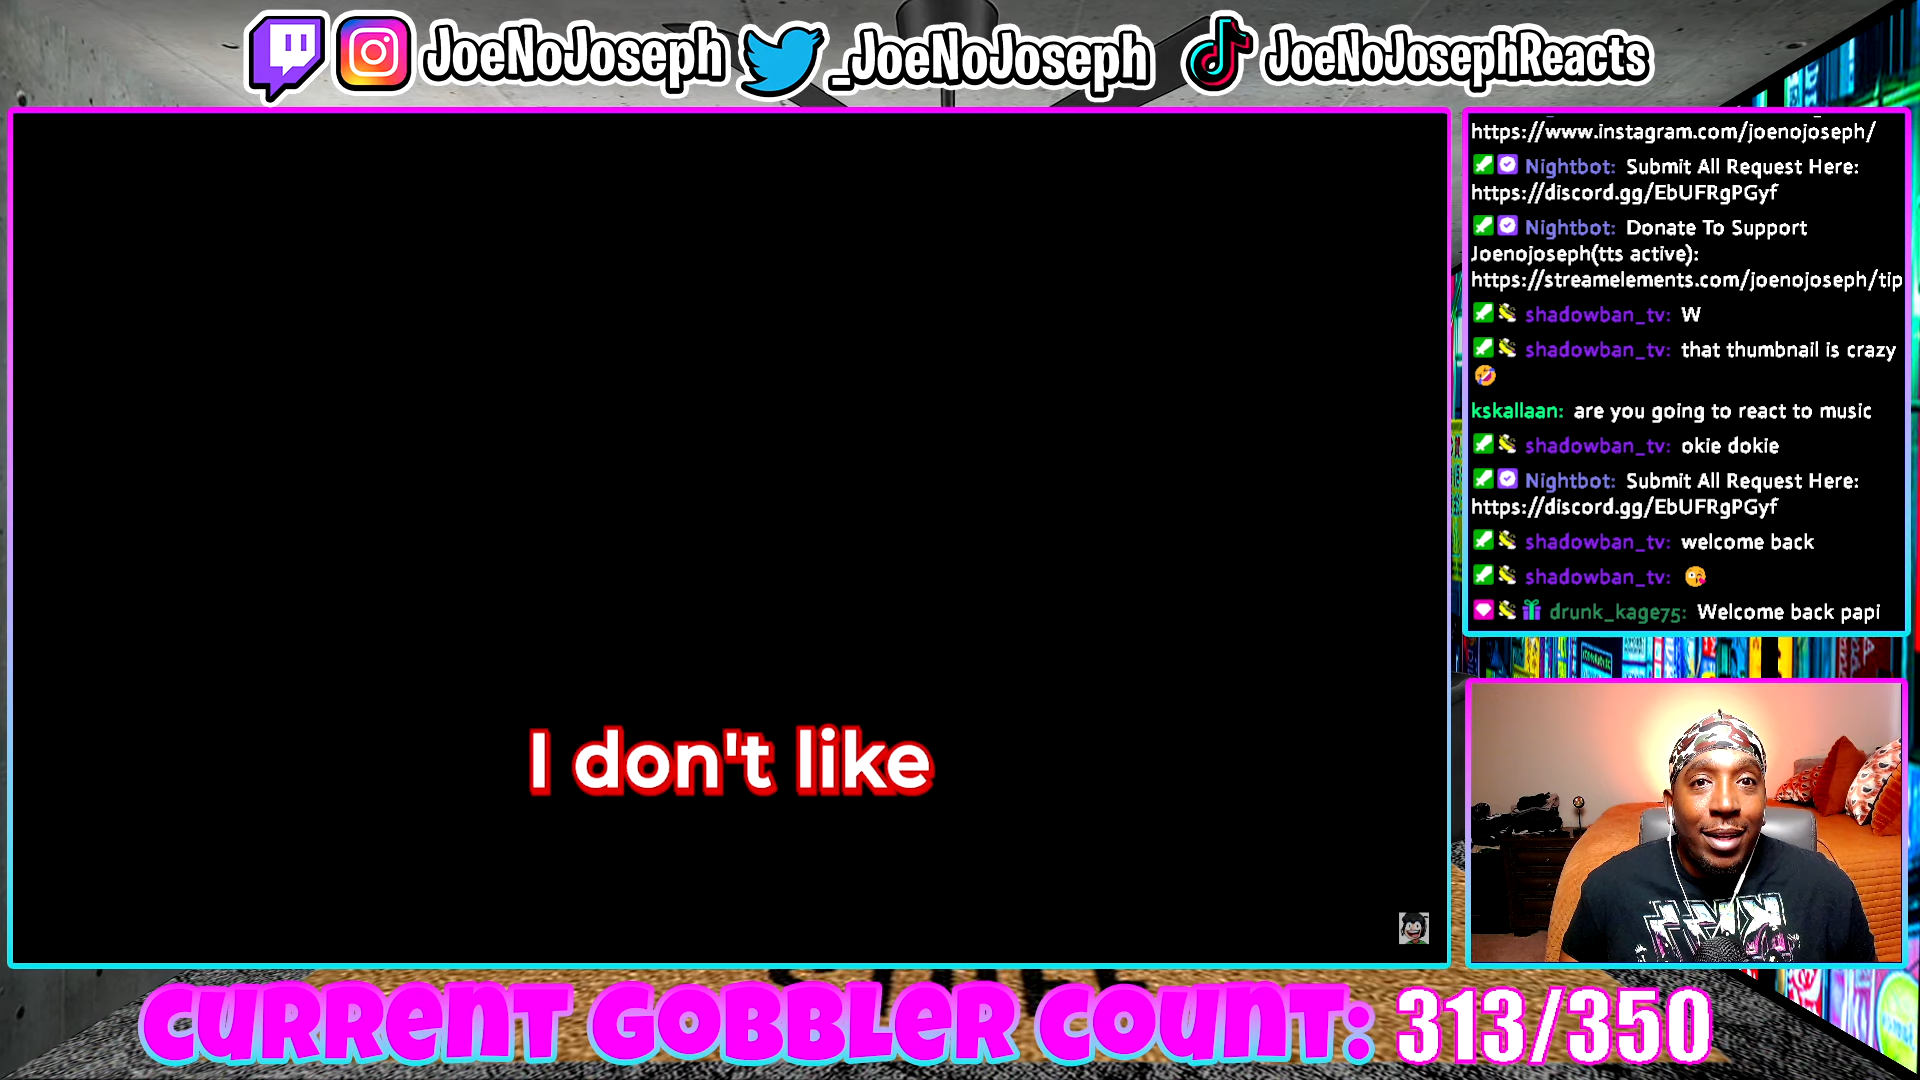 JoeNoJoseph _JoeNoJoseph JoeNoJosephReacts
https://www.instagram.com/joenojoseph/
Nightbot: Submit All Request Here:
https://discord.gg/EbUFRgPGyf
Nightbot: Donate To Support
Joenojoseph(tts active):
https://streamelements.com/joenojoseph/tip
shadowban_tv: W
shadowban_tv: that thumbnail is crazy
🤣
kskallaan: are you going to react to music
shadowban_tv: okie dokie
Nightbot: Submit All Request Here:
https://discord.gg/EbUFRgPGyf
shadowban_tv: welcome back
shadowban_tv: 😘
drunk_kage75: Welcome back papi
I don't like
CURRENT GOBBLER COUNT: 313/350